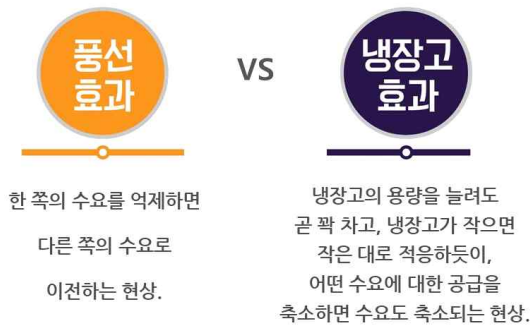 풍선
효과
VS
냉장고
효과
한 쪽의 수요를 억제하면
다른 쪽의 수요로
이전하는 현상.
냉장고의 용량을 늘려도
곧 꽉 차고, 냉장고가 작으면
작은 대로 적응하듯이,
어떤 수요에 대한 공급을
축소하면 수요도 축소되는 현상.